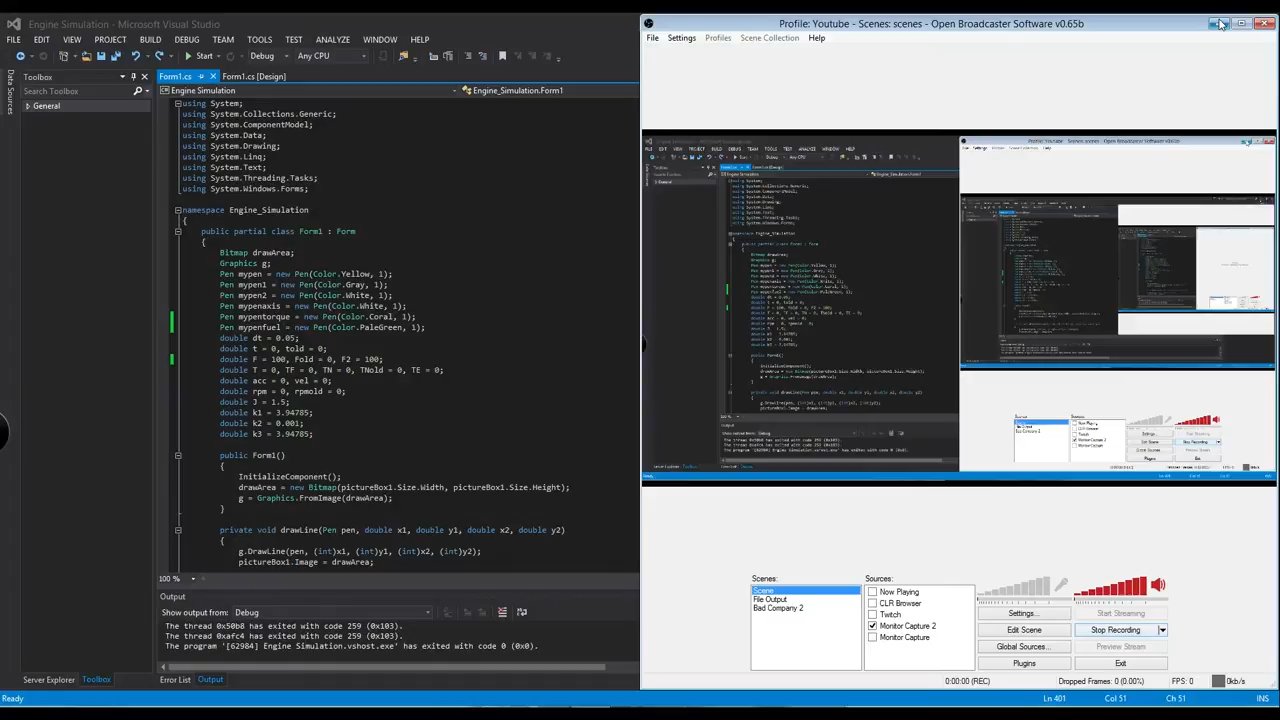 Engine Simulation - Microsoft Visual Studio
FILE EDIT VIEW PROJECT BUILD DEBUG TEAM TOOLS TEST ANALYZE WINDOW HELP
Start Debug Any CPU
Data Sources
Toolbox
Search Toolbox
General
Form1.cs Form1.cs [Design]
Engine Simulation Engine_Simulation.Form1
using System;
using System.Collections.Generic;
using System.ComponentModel;
using System.Data;
using System.Drawing;
using System.Linq;
using System.Text;
using System.Threading.Tasks;
using System.Windows.Forms;
namespace Engine_Simulation
{
public partial class Form1 : Form
{
Bitmap drawArea;
Graphics g;
Pen mypen = new Pen(Color.Yellow, 1);
Pen mypen1 = new Pen(Color.Gray, 1);
Pen mypen2 = new Pen(Color.White, 1);
Pen mypenaxis = new Pen(Color.White, 1);
Pen mypentorque = new Pen(Color.Coral, 1);
Pen mypenfuel = new Pen(Color.PaleGreen, 1);
double dt = 0.05;
double t = 0, told = 0;
double F = 100, Fold = 0, FIN = 100;
double T = 0, TF = 0, TN = 0, TNold = 0, TE = 0;
double acc = 0, vel = 0;
double rpm = 0, rpmold = 0;
double J = 1.5;
double k1 = 3.94785;
double k2 = 0.001;
double k3 = 3.94785;
public Form1()
{
InitializeComponent();
drawArea = new Bitmap(pictureBox1.Size.Width, pictureBox1.Size.Height);
g = Graphics.FromImage(drawArea);
}
private void drawLine(Pen pen, double x1, double y1, double x2, double y2)
{
g.DrawLine(pen, (int)x1, (int)y1, (int)x2, (int)y2);
pictureBox1.Image = drawArea;
100 %
Output
Show output from: Debug
The thread 0x50b8 has exited with code 259 (0x103).
The thread 0xafc4 has exited with code 259 (0x103).
The program '[62984] Engine Simulation.vshost.exe' has exited with code 0 (0x0).
Server Explorer Toolbox Error List Output
Ready
Profile: Youtube - Scenes: scenes - Open Broadcaster Software v0.65b
File Settings Profiles Scene Collection Help
Scenes:
Scene
File Output
Bad Company 2
Sources:
Now Playing
CLR Browser
Twitch
Monitor Capture 2
Monitor Capture
Settings...
Edit Scene
Global Sources...
Plugins
Start Streaming
Stop Recording
Preview Stream
Exit
0:00:00 (REC) Dropped Frames: 0 (0.00%) FPS: 0 0kb/s
Ln 401 Col 51 Ch 51 INS